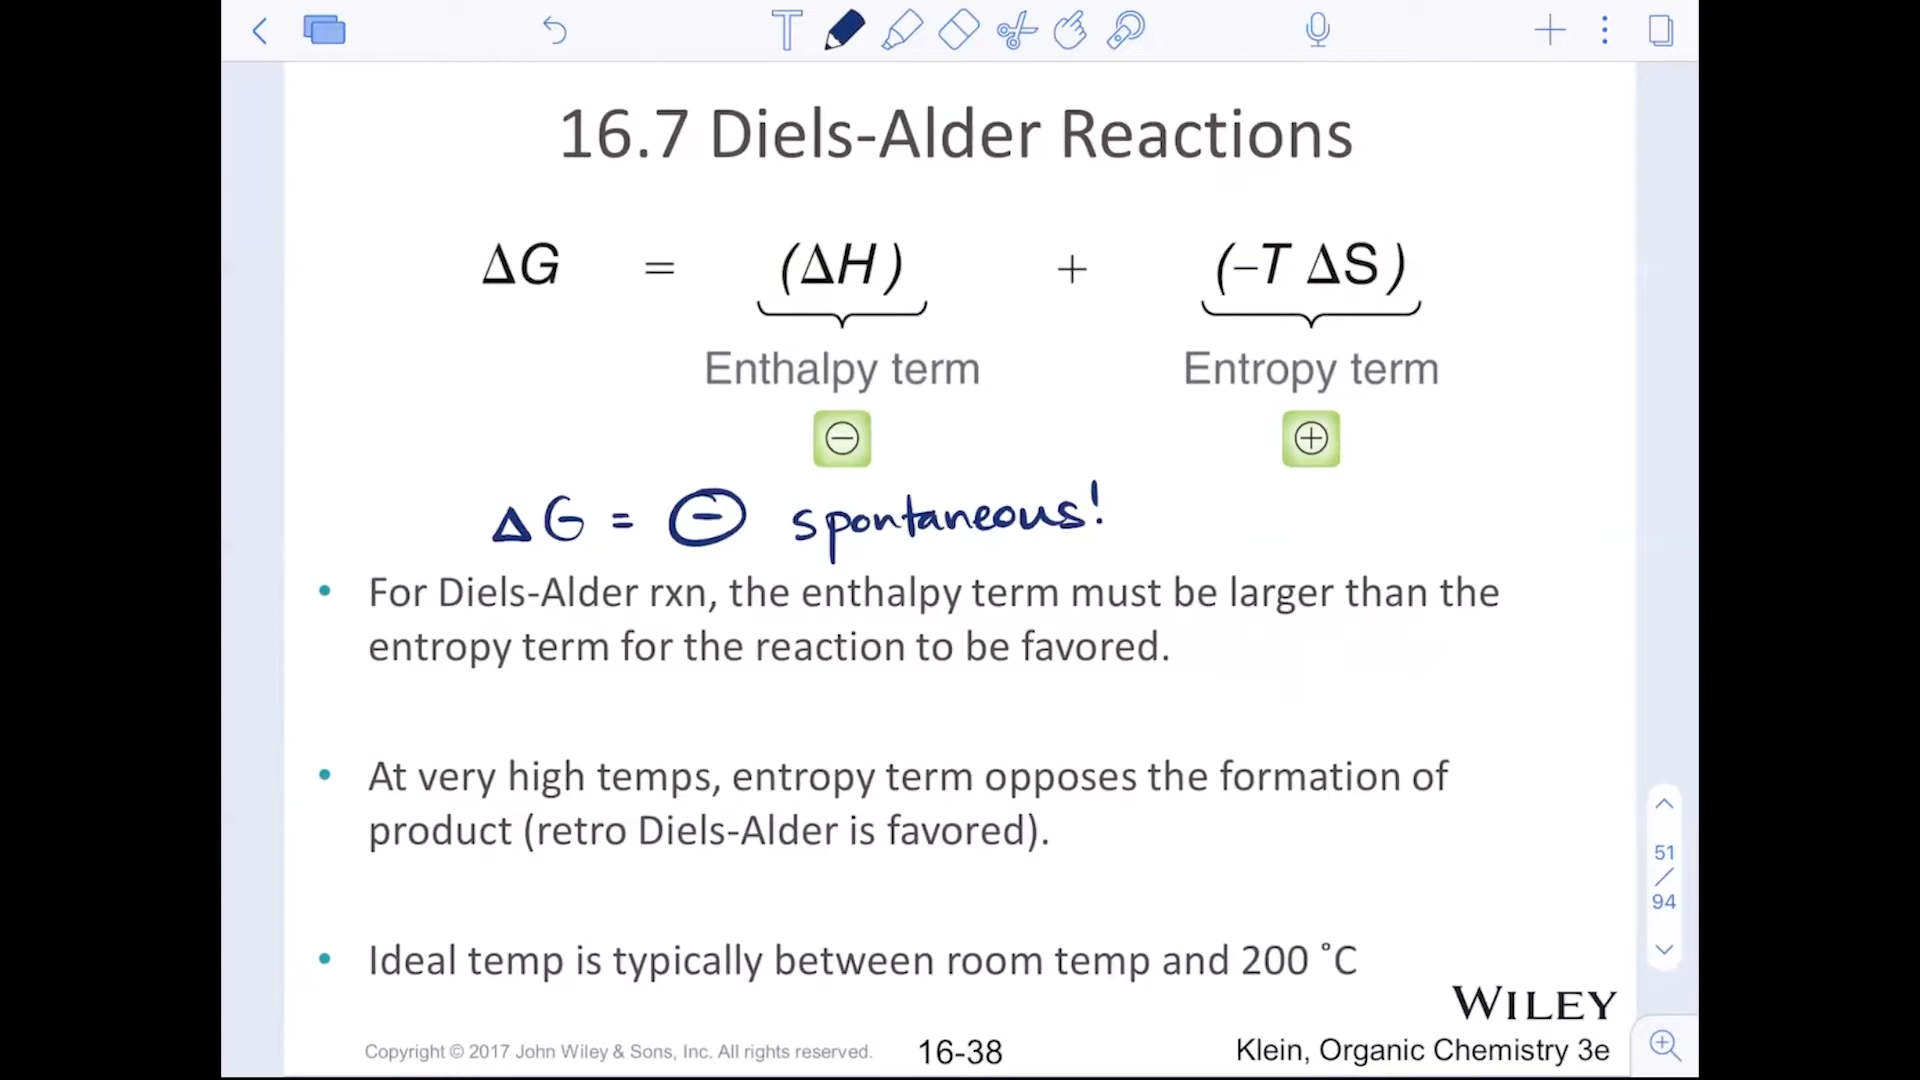 16.7 Diels-Alder Reactions
ΔG = (ΔH) + (–T ΔS)
Enthalpy term Entropy term
⊖ ⊕
ΔG = ⊖ spontaneous!
• For Diels-Alder rxn, the enthalpy term must be larger than the
entropy term for the reaction to be favored.
• At very high temps, entropy term opposes the formation of
product (retro Diels-Alder is favored).
• Ideal temp is typically between room temp and 200 ˚C
51
/
94
WILEY
Copyright © 2017 John Wiley & Sons, Inc. All rights reserved. 16-38 Klein, Organic Chemistry 3e